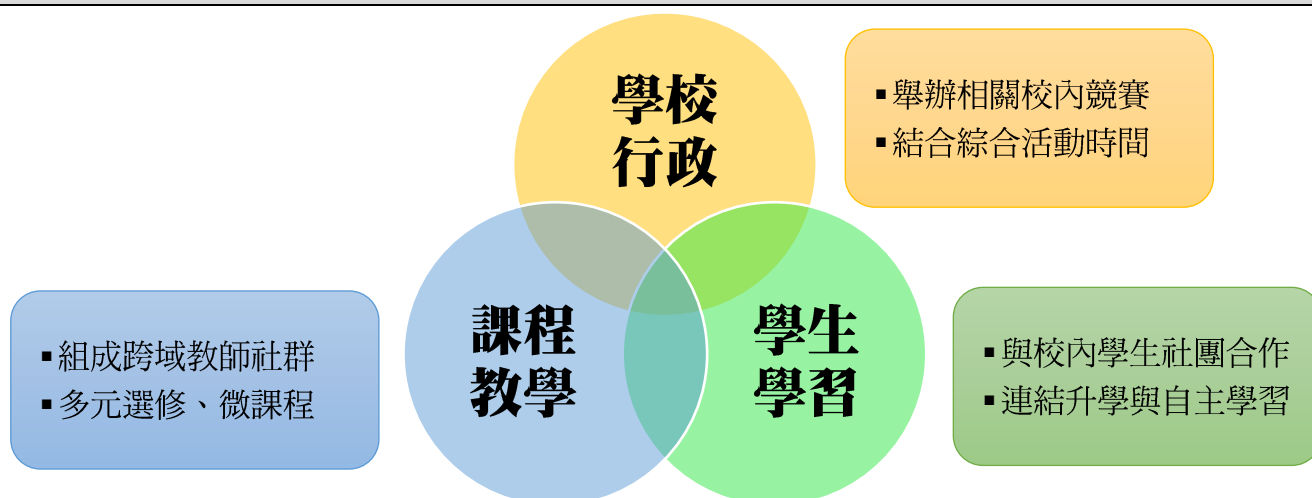 學校
行政
▪舉辦相關校內競賽
▪結合綜合活動時間
課程
教學
▪組成跨域教師社群
▪多元選修、微課程
學生
學習
▪與校內學生社團合作
▪連結升學與自主學習